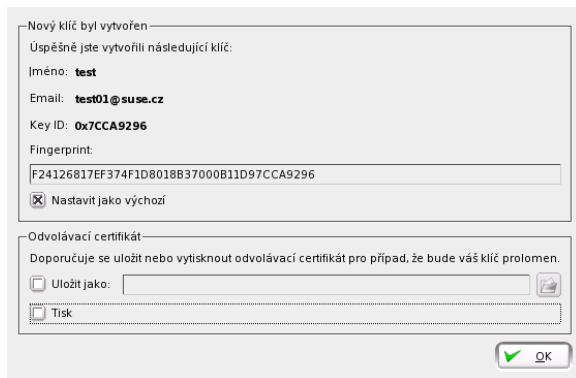 Nový klíč byl vytvořen
Úspěšně jste vytvořili následující klíč:
Jméno: test
Email: test01@suse.cz
Key ID: 0x7CCA9296
Fingerprint:
F24126817EF374F1D8018B37000B11D97CCA9296
Nastavit jako výchozí
Odvolávací certifikát
Doporučuje se uložit nebo vytisknout odvolávací certifikát pro případ, že bude váš klíč prolomen.
Uložit jako:
Tisk
OK